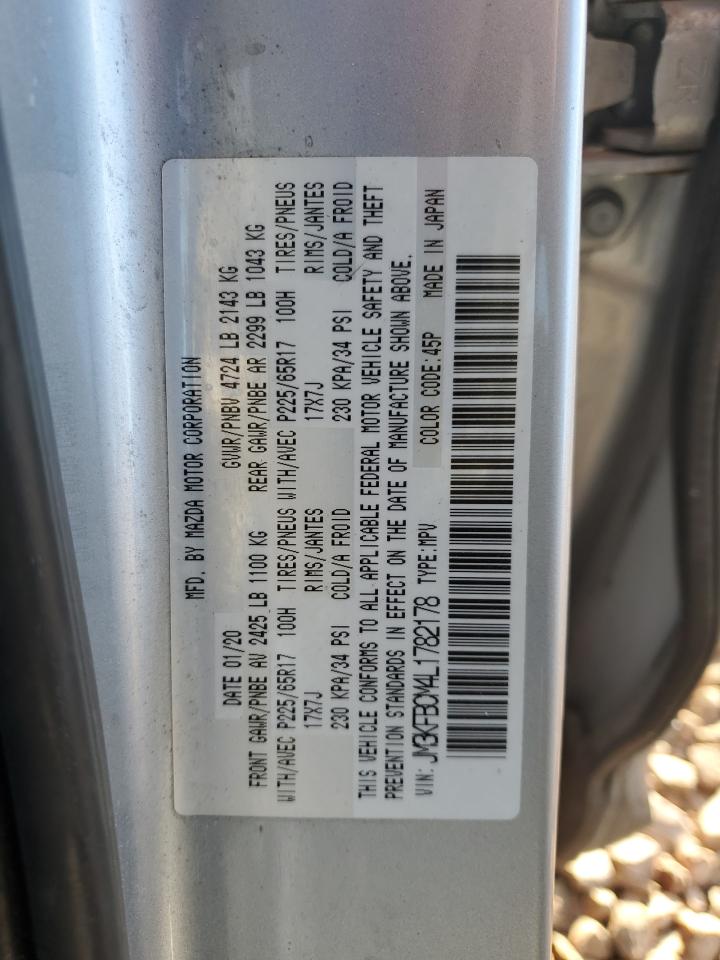 MFD. BY MAZDA MOTOR CORPORATION
DATE 01/20 GVWR/PNBV 4724 LB 2143 KG
FRONT GAWR/PNBE AV 2425 LB 1100 KG REAR GAWR/PNBE AR 2299 LB 1043 KG
WITH/AVEC P225/65R17 100H TIRES/PNEUS WITH/AVEC P225/65R17 100H TIRES/PNEUS
17X7J RIMS/JANTES 17X7J RIMS/JANTES
230 KPA/34 PSI COLD/A FROID 230 KPA/34 PSI COLD/A FROID
THIS VEHICLE CONFORMS TO ALL APPLICABLE FEDERAL MOTOR VEHICLE SAFETY AND THEFT
PREVENTION STANDARDS IN EFFECT ON THE DATE OF MANUFACTURE SHOWN ABOVE.
VIN: JM3KFBCM4L1782178 TYPE:MPV COLOR CODE:45P MADE IN JAPAN